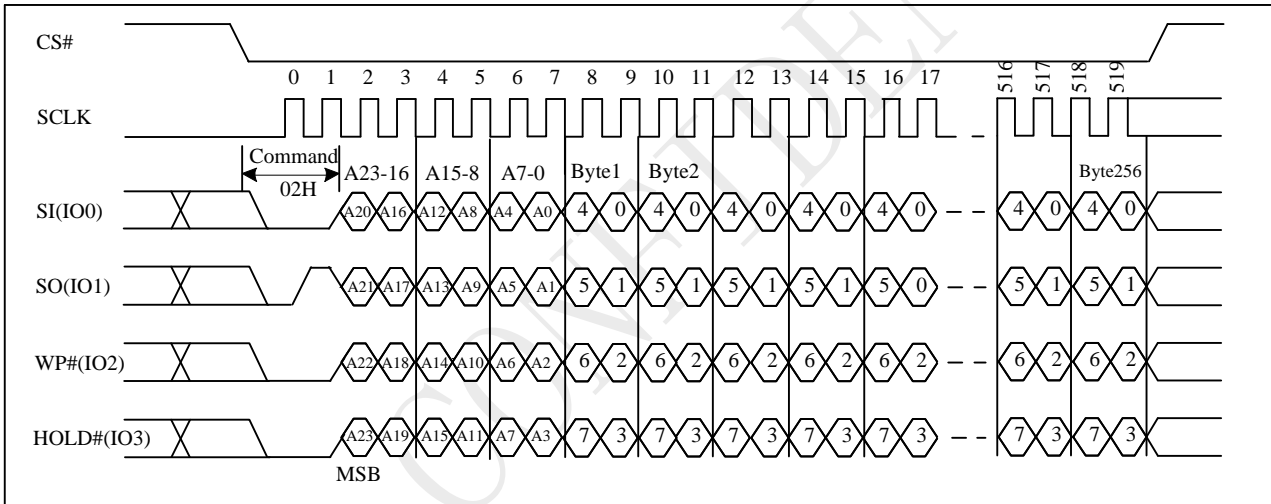 CS#
0 1 2 3 4 5 6 7 8 9 10 11 12 13 14 15 16 17 516 517 518 519
SCLK
Command
02H
A23-16 A15-8 A7-0 Byte1 Byte2 Byte256
SI(IO0) A20 A16 A12 A8 A4 A0 4 0 4 0 4 0 4 0 4 0 4 0 4 0
SO(IO1) A21 A17 A13 A9 A5 A1 5 1 5 1 5 1 5 1 5 0 5 1 5 1
WP#(IO2) A22 A18 A14 A10 A6 A2 6 2 6 2 6 2 6 2 6 2 6 2 6 2
HOLD#(IO3) A23 A19 A15 A11 A7 A3 7 3 7 3 7 3 7 3 7 3 7 3 7 3
MSB
CONFIDEN